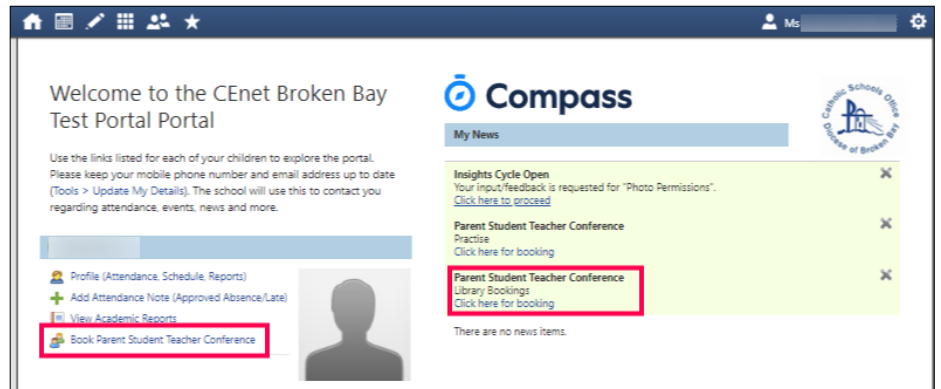 Ms
Welcome to the CEnet Broken Bay
Test Portal Portal
Use the links listed for each of your children to explore the portal.
Please keep your mobile phone number and email address up to date
(Tools > Update My Details). The school will use this to contact you
regarding attendance, events, news and more.
Profile (Attendance, Schedule, Reports)
Add Attendance Note (Approved Absence/Late)
View Academic Reports
Book Parent Student Teacher Conference
Compass
Catholic Schools Office
Diocese of Broken Bay
My News
Insights Cycle Open
Your input/feedback is requested for "Photo Permissions".
Click here to proceed
Parent Student Teacher Conference
Practise
Click here for booking
Parent Student Teacher Conference
Library Bookings
Click here for booking
There are no news items.